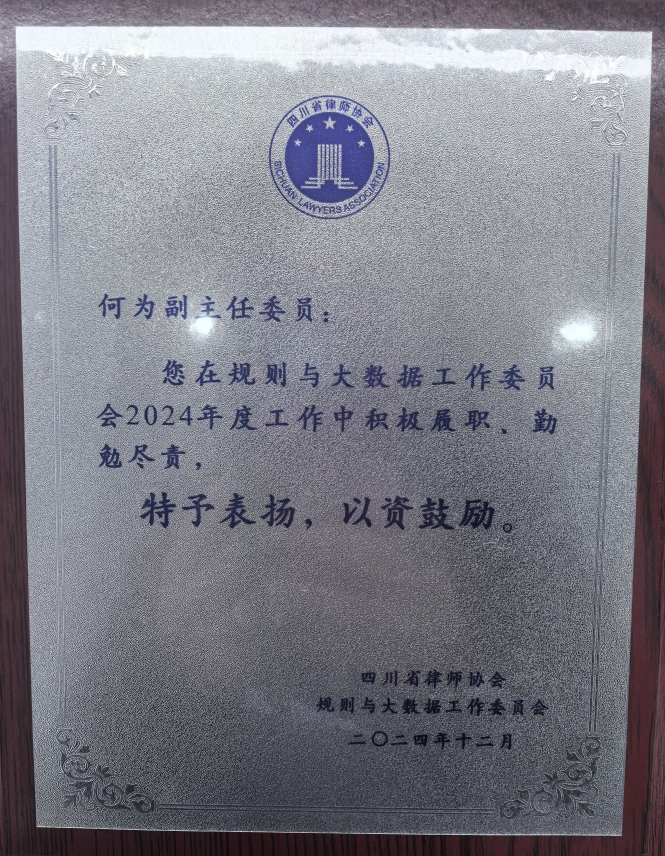 四川省律师协会
SICHUAN LAWYERS ASSOCIATION
何为副主任委员：
您在规则与大数据工作委员
会2024年度工作中积极履职、勤
勉尽责，
特予表扬，以资鼓励。
四川省律师协会
规则与大数据工作委员会
二〇二四年十二月